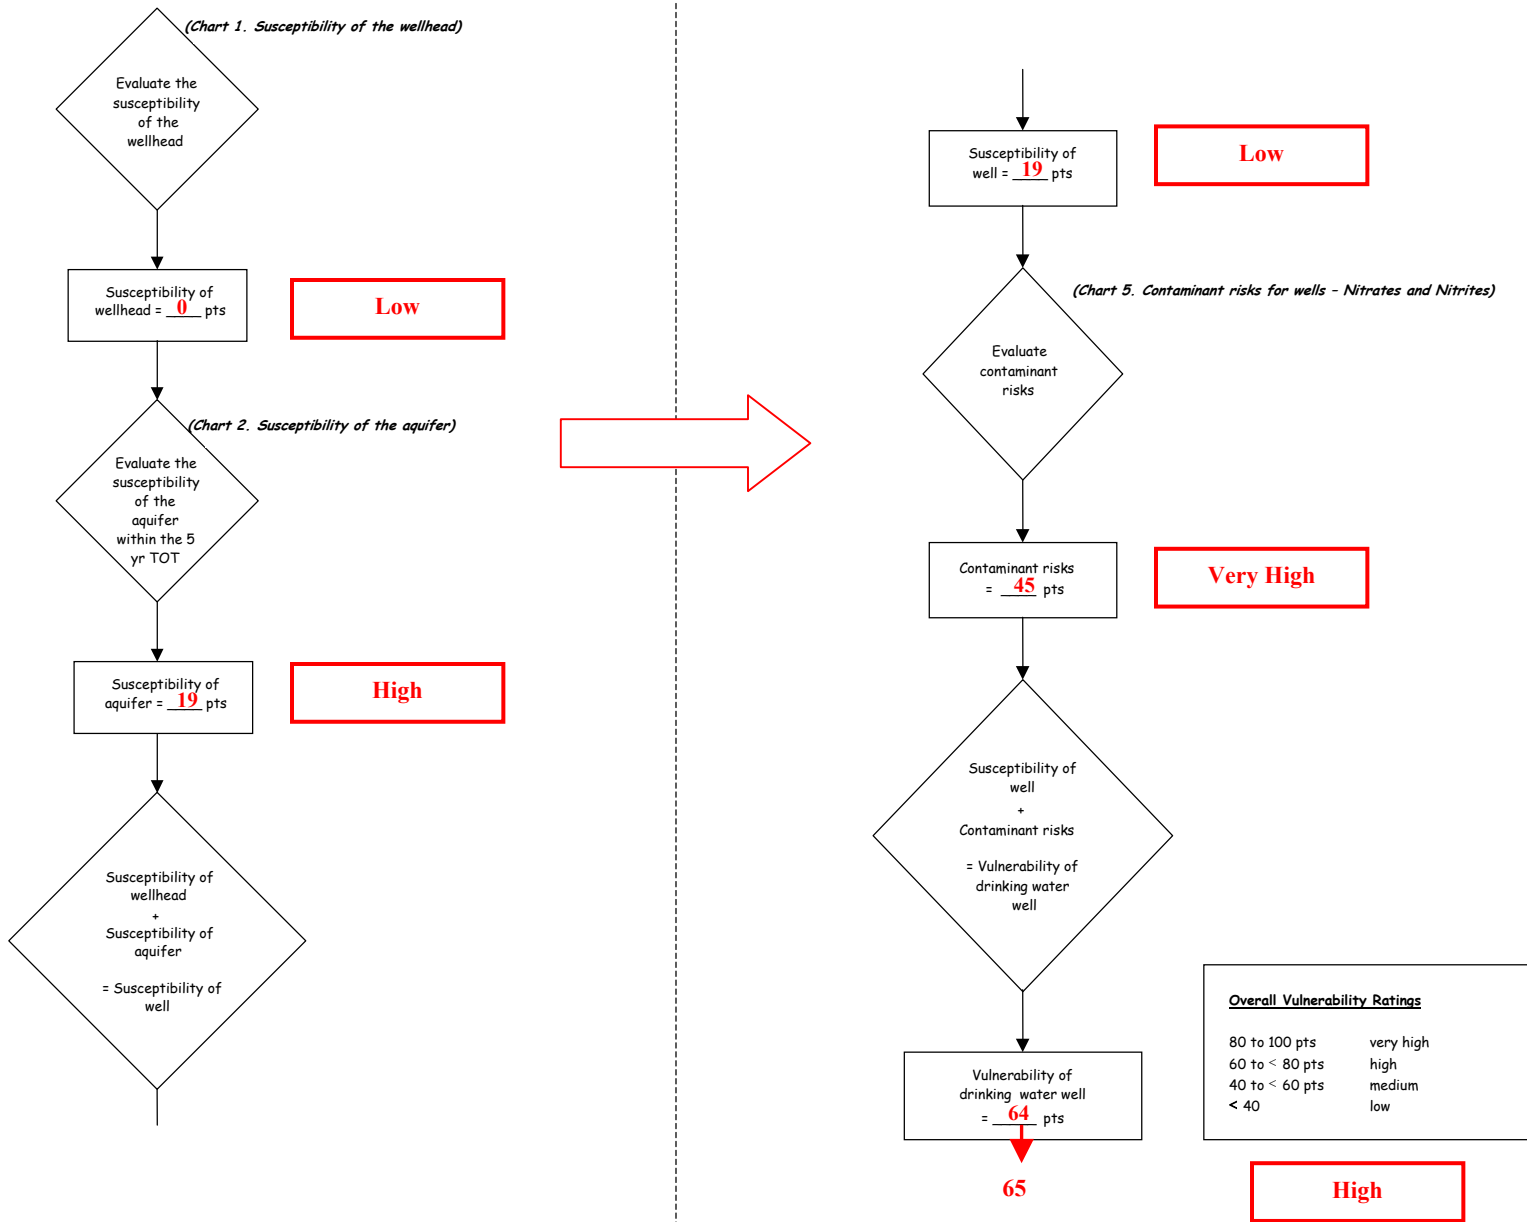 (Chart 1. Susceptibility of the wellhead)
Evaluate the
susceptibility
of the
wellhead
Susceptibility of
wellhead = 0 pts
Low
(Chart 2. Susceptibility of the aquifer)
Evaluate the
susceptibility
of the
aquifer
within the 5
yr TOT
Susceptibility of
aquifer = 19 pts
High
Susceptibility of
wellhead
+
Susceptibility of
aquifer
= Susceptibility of
well
Susceptibility of
well = 19 pts
Low
(Chart 5. Contaminant risks for wells – Nitrates and Nitrites)
Evaluate
contaminant
risks
Contaminant risks
= 45 pts
Very High
Susceptibility of
well
+
Contaminant risks
= Vulnerability of
drinking water
well
Vulnerability of
drinking water well
= 64 pts
65
Overall Vulnerability Ratings
80 to 100 pts very high
60 to < 80 pts high
40 to < 60 pts medium
< 40 low
High